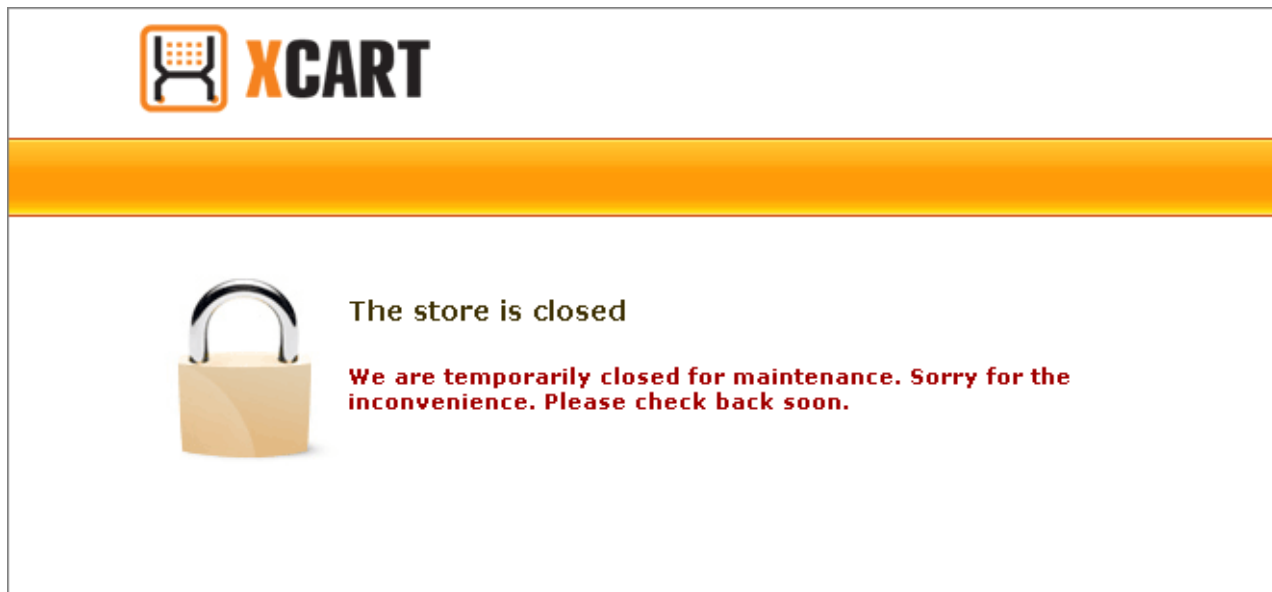 XCART
The store is closed
We are temporarily closed for maintenance. Sorry for the
inconvenience. Please check back soon.